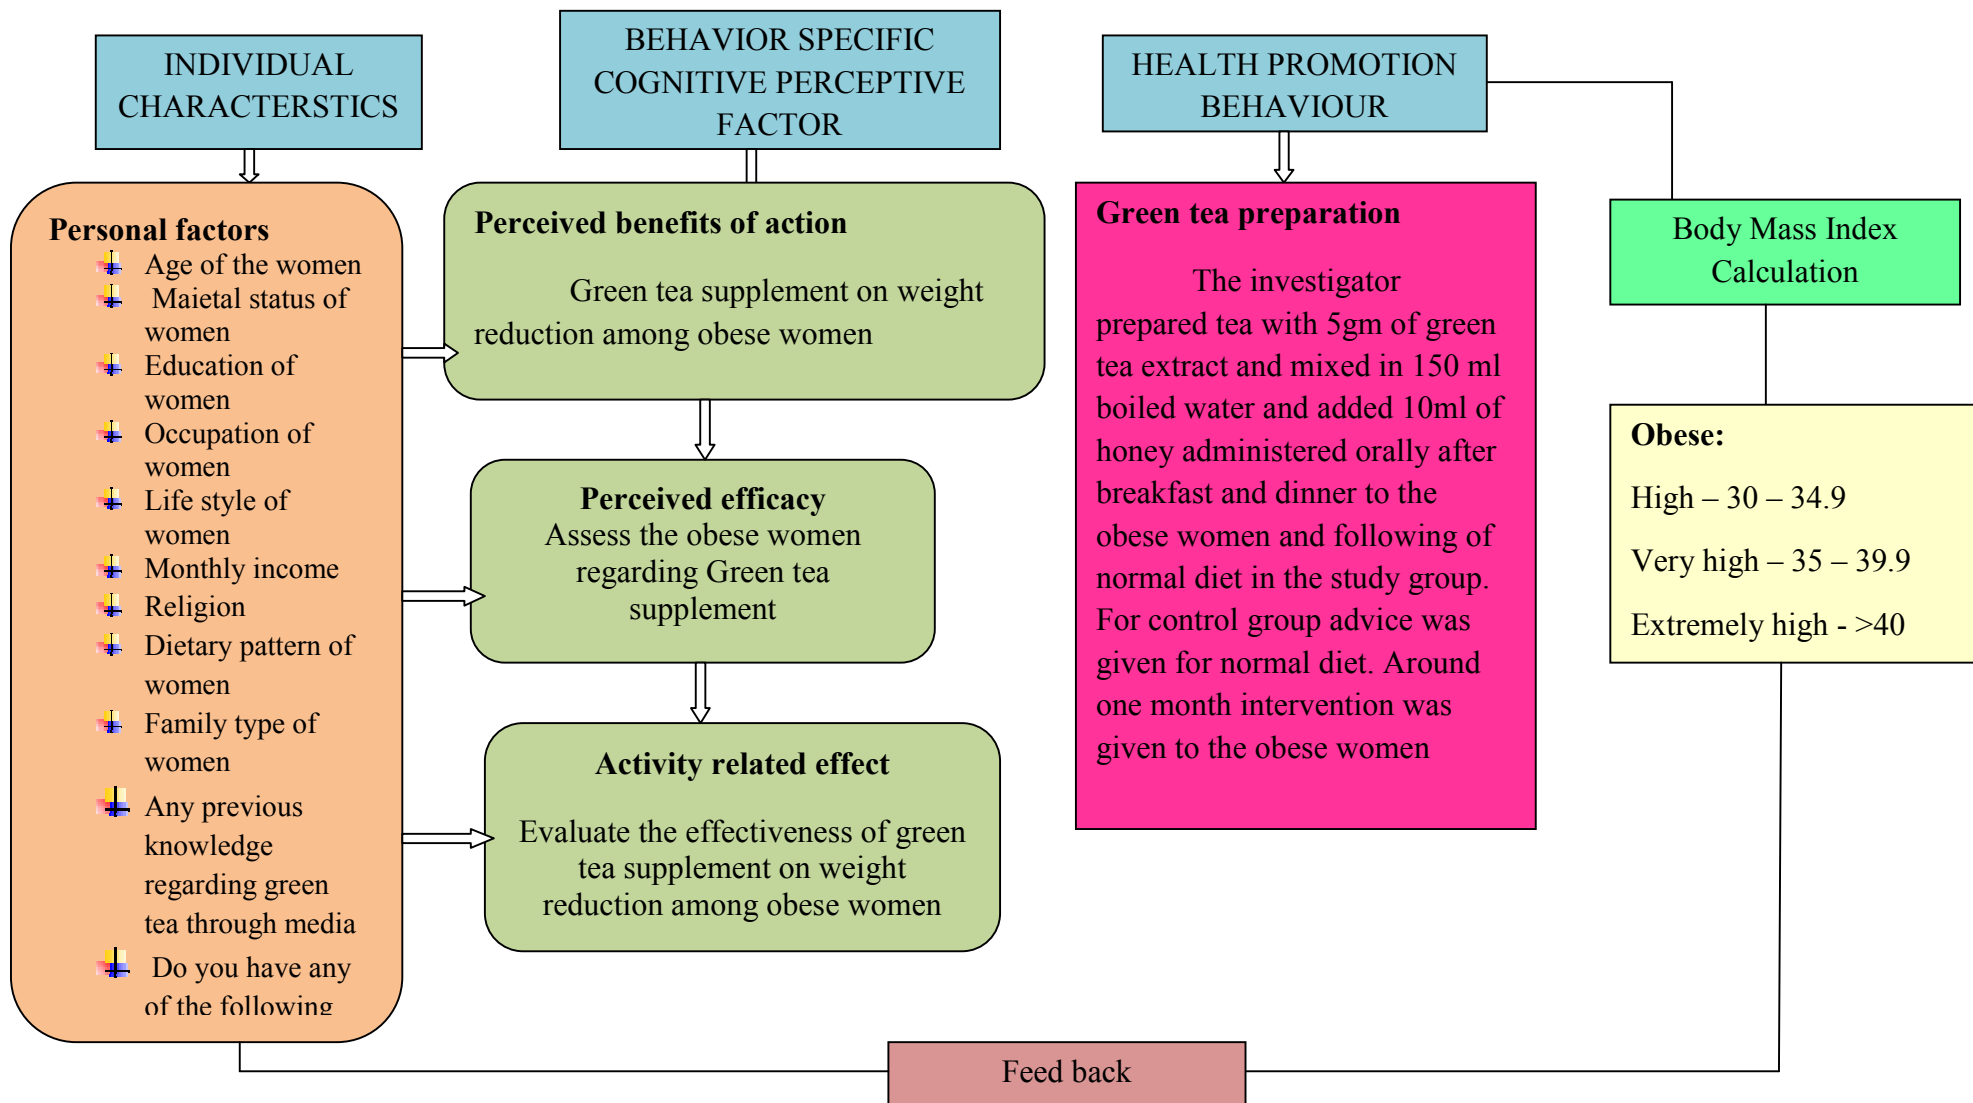 INDIVIDUAL
CHARACTERSTICS
BEHAVIOR SPECIFIC
COGNITIVE PERCEPTIVE
FACTOR
HEALTH PROMOTION
BEHAVIOUR
Personal factors
Age of the women
Maietal status of
women
Education of
women
Occupation of
women
Life style of
women
Monthly income
Religion
Dietary pattern of
women
Family type of
women
Any previous
knowledge
regarding green
tea through media
Do you have any
of the following
Perceived benefits of action
Green tea supplement on weight
reduction among obese women
Perceived efficacy
Assess the obese women
regarding Green tea
supplement
Activity related effect
Evaluate the effectiveness of green
tea supplement on weight
reduction among obese women
Green tea preparation
The investigator
prepared tea with 5gm of green
tea extract and mixed in 150 ml
boiled water and added 10ml of
honey administered orally after
breakfast and dinner to the
obese women and following of
normal diet in the study group.
For control group advice was
given for normal diet. Around
one month intervention was
given to the obese women
Body Mass Index
Calculation
Obese:
High – 30 – 34.9
Very high – 35 – 39.9
Extremely high - >40
Feed back